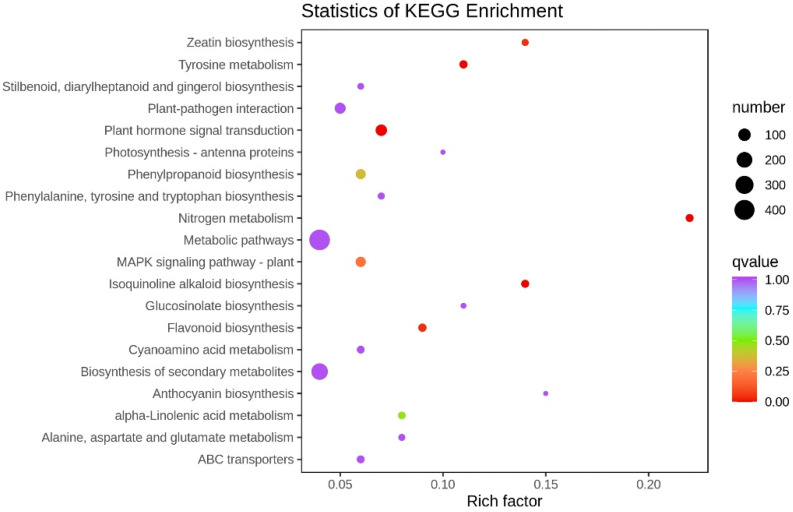 Statistics of KEGG Enrichment
Zeatin biosynthesis
Tyrosine metabolism
Stilbenoid, diarylheptanoid and gingerol biosynthesis
Plant-pathogen interaction
Plant hormone signal transduction
Photosynthesis - antenna proteins
Phenylpropanoid biosynthesis
Phenylalanine, tyrosine and tryptophan biosynthesis
Nitrogen metabolism
Metabolic pathways
MAPK signaling pathway - plant
Isoquinoline alkaloid biosynthesis
Glucosinolate biosynthesis
Flavonoid biosynthesis
Cyanoamino acid metabolism
Biosynthesis of secondary metabolites
Anthocyanin biosynthesis
alpha-Linolenic acid metabolism
Alanine, aspartate and glutamate metabolism
ABC transporters
0.05 0.10 0.15 0.20
Rich factor
number
100
200
300
400
qvalue
1.00
0.75
0.50
0.25
0.00